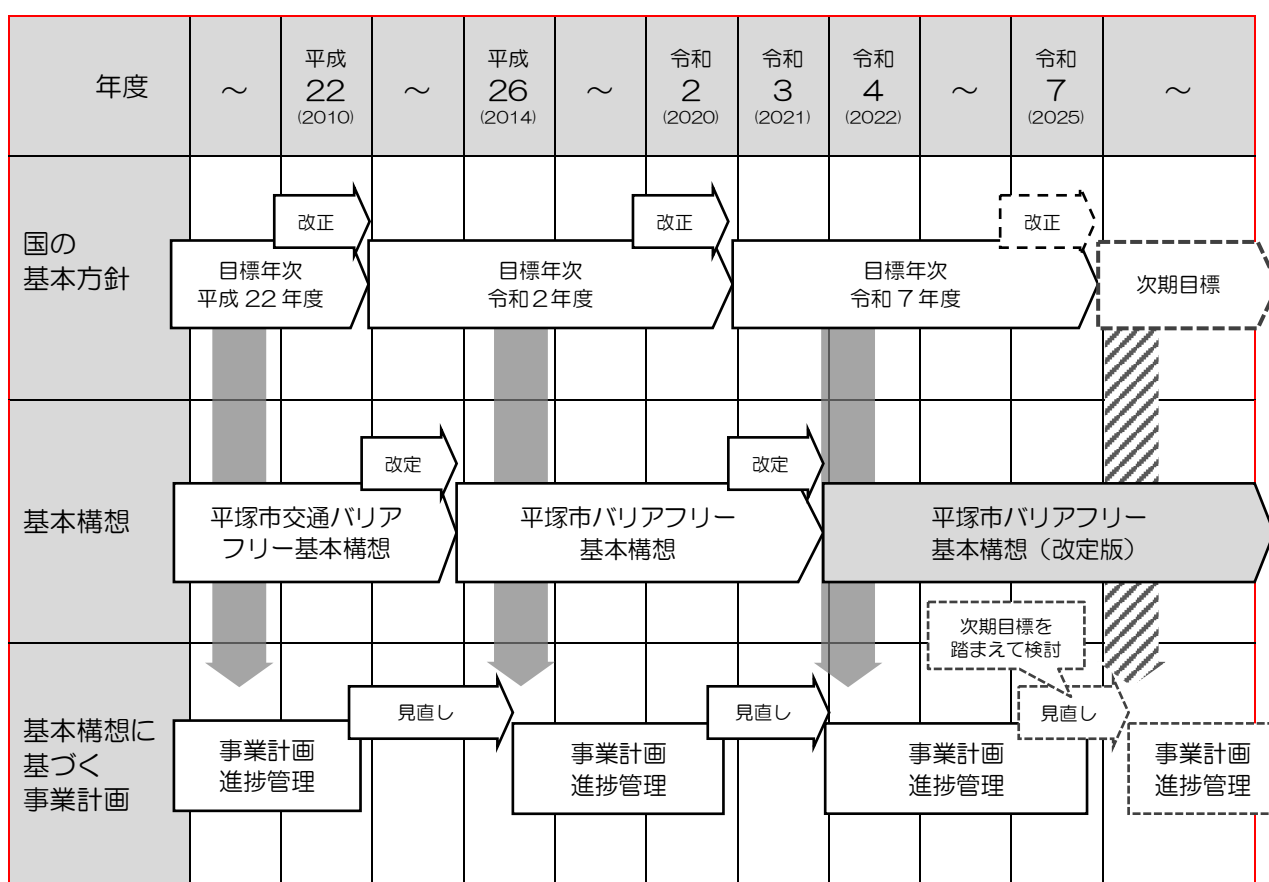 年度
～
平成
22
(2010)
～
平成
26
(2014)
～
令和
2
(2020)
令和
3
(2021)
令和
4
(2022)
～
令和
7
(2025)
～
国の
基本方針
改正
目標年次
平成 22 年度
改正
目標年次
令和２年度
改正
目標年次
令和 7 年度
次期目標
基本構想
改定
平塚市交通バリア
フリー基本構想
改定
平塚市バリアフリー
基本構想
平塚市バリアフリー
基本構想（改定版）
次期目標を
踏まえて検討
基本構想に
基づく
事業計画
見直し
事業計画
進捗管理
見直し
事業計画
進捗管理
見直し
事業計画
進捗管理
事業計画
進捗管理